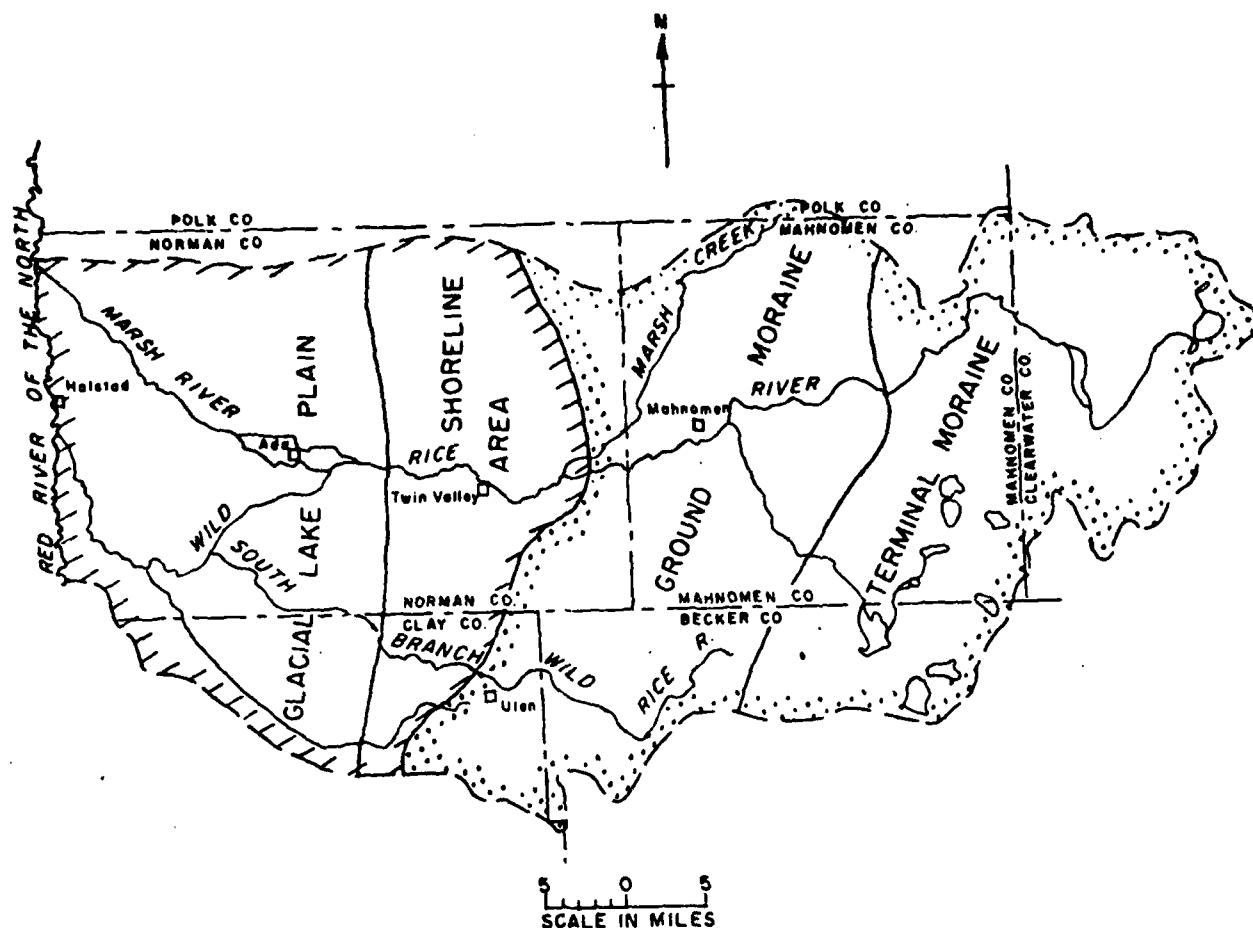 N
POLK CO
NORMAN CO
POLK CO
MAHNOMEN CO.
RED RIVER OF THE NORTH
MARSH RIVER
Halstad
Ada
GLACIAL LAKE PLAIN
SHORELINE AREA
WILD RICE RIVER
Twin Valley
MARSH CREEK
Mahnomen
GROUND MORAINE
TERMINAL MORAINE
MAHNOMEN CO
CLEARWATER CO.
NORMAN CO.
CLAY CO.
MAHNOMEN CO
BECKER CO
SOUTH BRANCH WILD RICE R.
Ulen
5 0 5
SCALE IN MILES